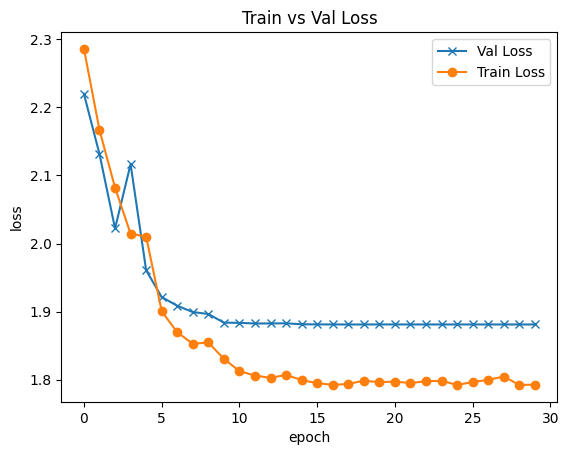 Train vs Val Loss
2.3
2.2
2.1
2.0
1.9
1.8
loss
Val Loss
Train Loss
0 5 10 15 20 25 30
epoch